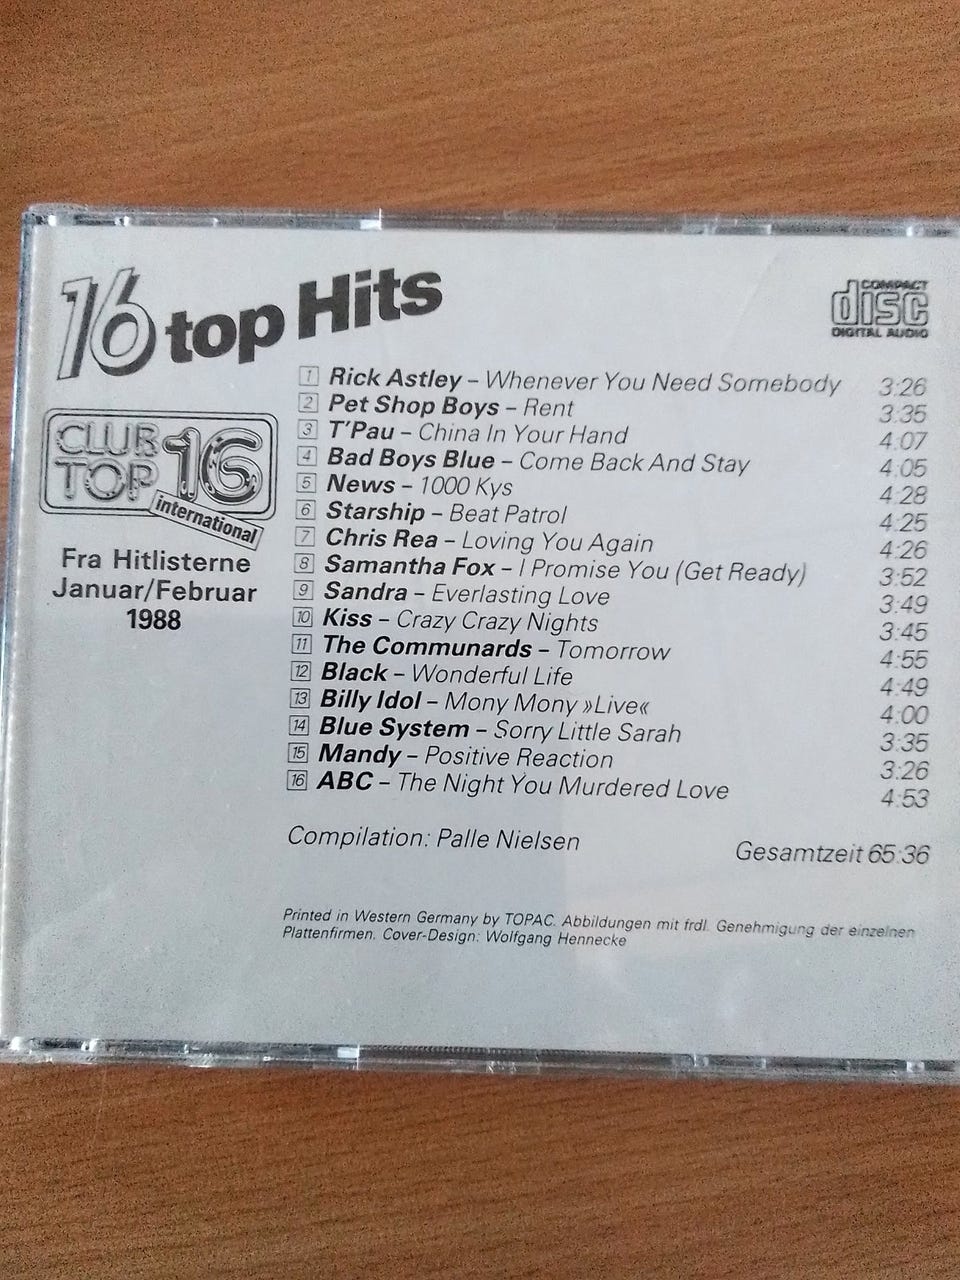 16 top Hits
COMPACT
disc
DIGITAL AUDIO
CLUB
TOP 16
international
Fra Hitlisterne
Januar/Februar
1988
1 Rick Astley – Whenever You Need Somebody 3:26
2 Pet Shop Boys – Rent 3:35
3 T'Pau – China In Your Hand 4:07
4 Bad Boys Blue – Come Back And Stay 4:05
5 News – 1000 Kys 4:28
6 Starship – Beat Patrol 4:25
7 Chris Rea – Loving You Again 4:26
8 Samantha Fox – I Promise You (Get Ready) 3:52
9 Sandra – Everlasting Love 3:49
10 Kiss – Crazy Crazy Nights 3:45
11 The Communards – Tomorrow 4:55
12 Black – Wonderful Life 4:49
13 Billy Idol – Mony Mony »Live« 4:00
14 Blue System – Sorry Little Sarah 3:35
15 Mandy – Positive Reaction 3:26
16 ABC – The Night You Murdered Love 4:53
Compilation: Palle Nielsen Gesamtzeit 65:36
Printed in Western Germany by TOPAC. Abbildungen mit frdl. Genehmigung der einzelnen
Plattenfirmen. Cover-Design: Wolfgang Hennecke